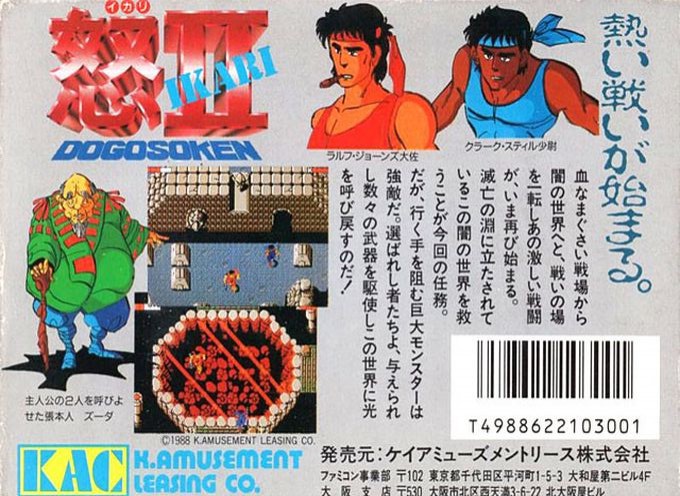 イカリ
怒II
IKARI
DOGOSOKEN
ラルフ・ジョーンズ大佐
クラーク・スティル少尉
熱い戦いが始まる。
血なまぐさい戦場から
闇の世界へと、戦いの場
を一転しあの激しい戦闘
が、いま再び始まる。
滅亡の淵に立たされて
いるこの闇の世界を救
うことが今回の任務。
だが、行く手を阻む巨大モンスターは
強敵だ。選ばれし者たちよ、与えられ
し数々の武器を駆使しこの世界に光
を呼び戻すのだ!
主人公の2人を呼びよ
せた張本人 ズーダ
©1988 K.AMUSEMENT LEASING CO.
T4988622103001
KAC
K.AMUSEMENT
LEASING CO.
発売元:ケイアミューズメントリース株式会社
ファミコン事業部 〒102 東京都千代田区平河町1-5-3 大和屋第二ビル4F
大阪支店 〒530 大阪市北区西天満3-6-22 北大阪屋ビル